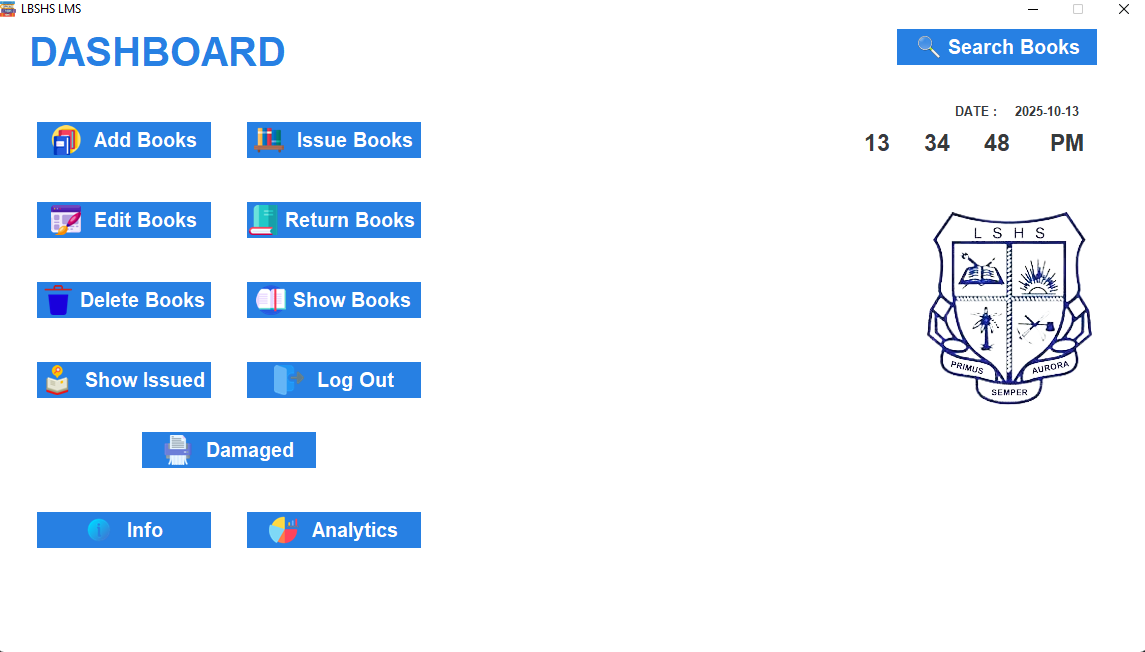 LBSHS LMS
DASHBOARD
Search Books
DATE : 2025-10-13
13 34 48 PM
Add Books
Issue Books
Edit Books
Return Books
Delete Books
Show Books
Show Issued
Log Out
Damaged
Info
Analytics
L S H S
PRIMUS
AURORA
SEMPER